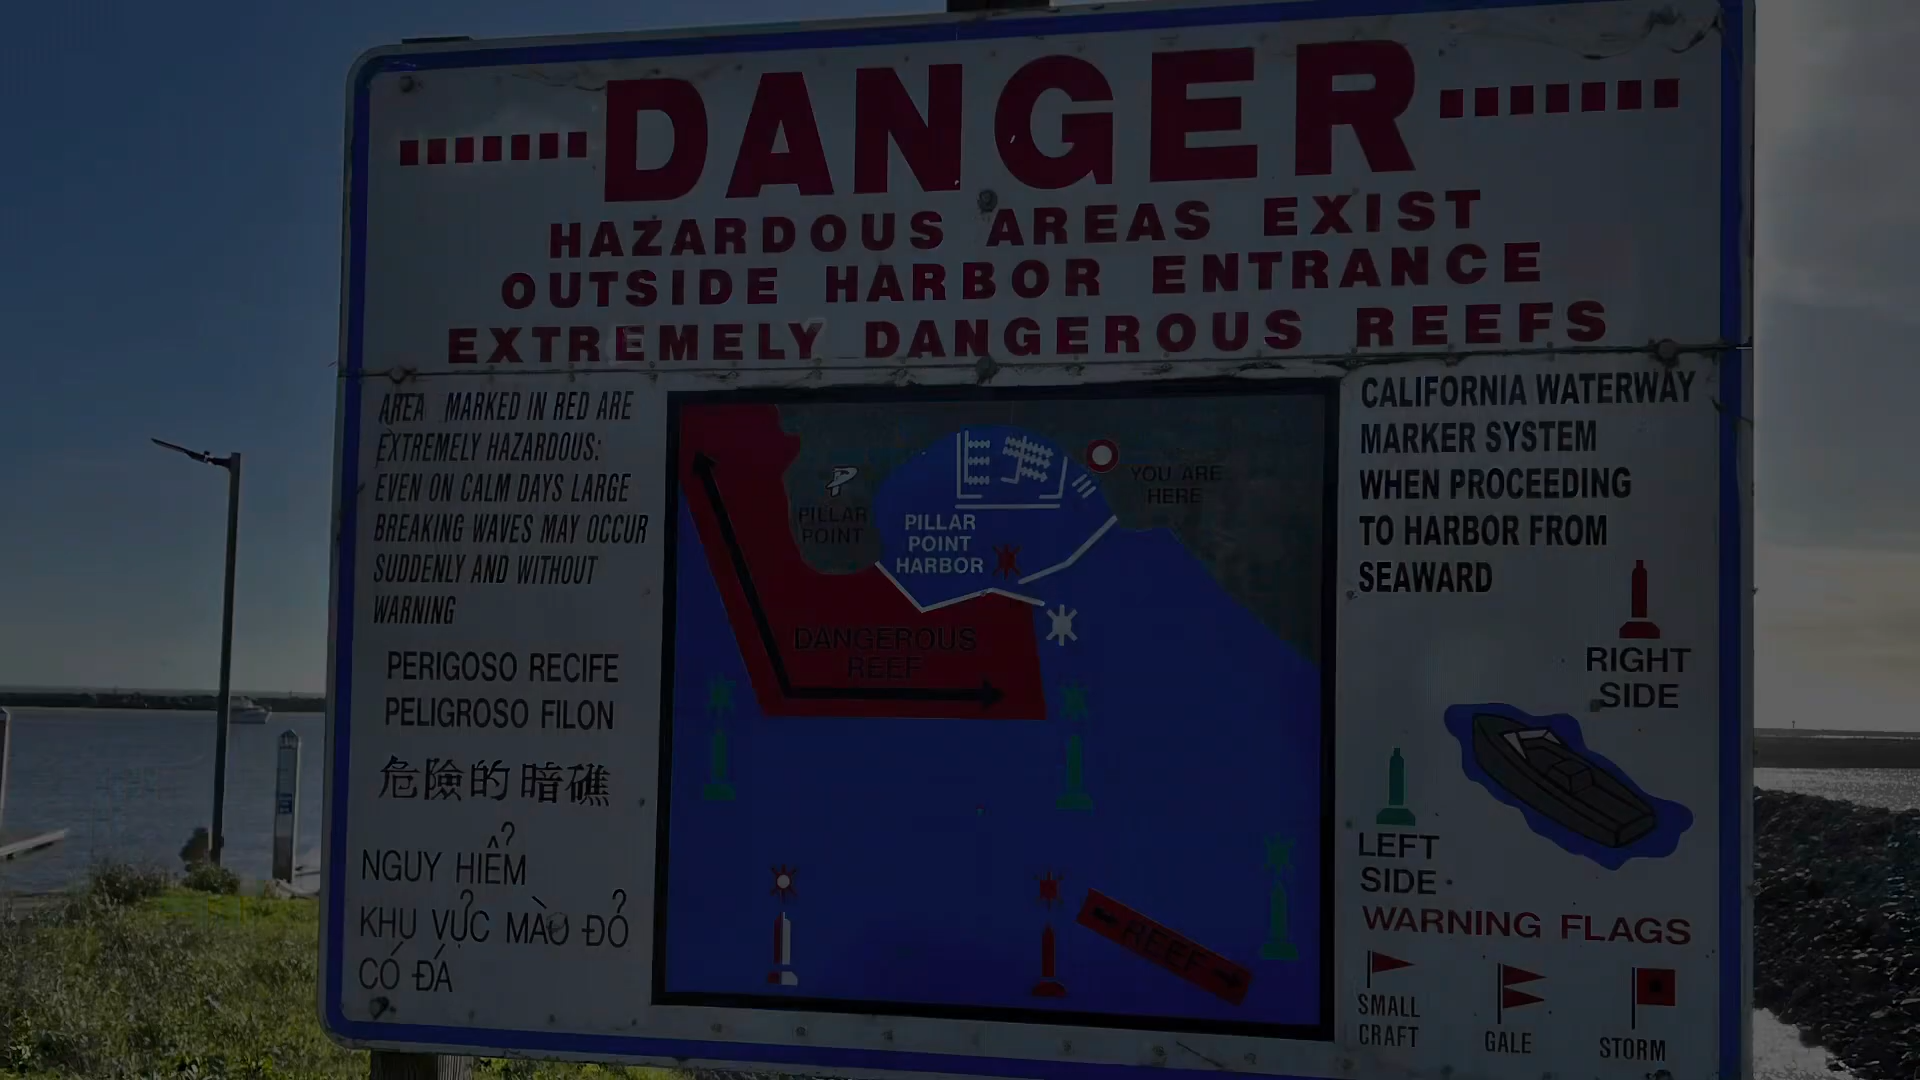 DANGER
HAZARDOUS AREAS EXIST
OUTSIDE HARBOR ENTRANCE
EXTREMELY DANGEROUS REEFS
AREA MARKED IN RED ARE
EXTREMELY HAZARDOUS:
EVEN ON CALM DAYS LARGE
BREAKING WAVES MAY OCCUR
SUDDENLY AND WITHOUT
WARNING
PERIGOSO RECIFE
PELIGROSO FILON
危險的暗礁
NGUY HIỂM
KHU VỰC MÀU ĐỎ
CÓ ĐÁ
YOU ARE
HERE
PILLAR
POINT
PILLAR
POINT
HARBOR
DANGEROUS
REEF
REEF
CALIFORNIA WATERWAY
MARKER SYSTEM
WHEN PROCEEDING
TO HARBOR FROM
SEAWARD
RIGHT
SIDE
LEFT
SIDE
WARNING FLAGS
SMALL
CRAFT
GALE
STORM